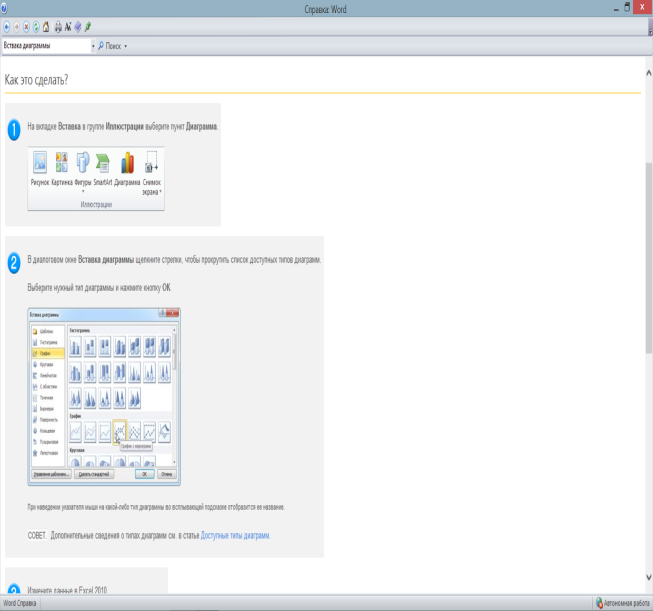 Справка: Word
Вствака диаграммы
Поиск
Как это сделать?
1
На вкладке Вставка в группе Иллюстрации выберите пункт Диаграмма.
Рисунок Картинка Фигуры SmartArt Диаграмма Снимок
экрана
Иллюстрации
2
В диалоговом окне Вставка диаграммы щелкните стрелки, чтобы прокрутить список доступных типов диаграмм.
Выберите нужный тип диаграммы и нажмите кнопку ОК.
Вставка диаграммы
Шаблоны
Гистограмма
График
Круговая
Линейчатая
С областями
Точечная
Биржевая
Поверхность
Кольцевая
Пузырьковая
Лепестковая
Гистограмма
График
График с маркерами
Круговая
Управление шаблонами...
Сделать стандартной
ОК
Отмена
При наведении указателя мыши на какой-либо тип диаграммы во всплывающей подсказке отобразится ее название.
СОВЕТ. Дополнительные сведения о типах диаграмм см. в статье Доступные типы диаграмм.
3
Измените данные в Excel 2010.
Word Справка
Автономная работа